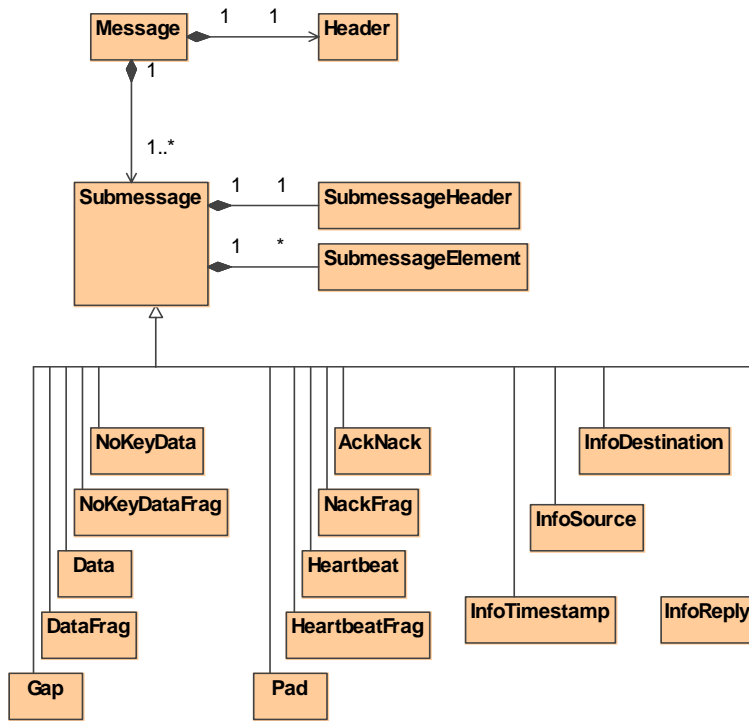 Message
1
1
Header
1
1..*
Submessage
1
1
SubmessageHeader
1
*
SubmessageElement
NoKeyData
AckNack
InfoDestination
NoKeyDataFrag
NackFrag
InfoSource
Data
Heartbeat
DataFrag
HeartbeatFrag
InfoTimestamp
InfoReply
Gap
Pad